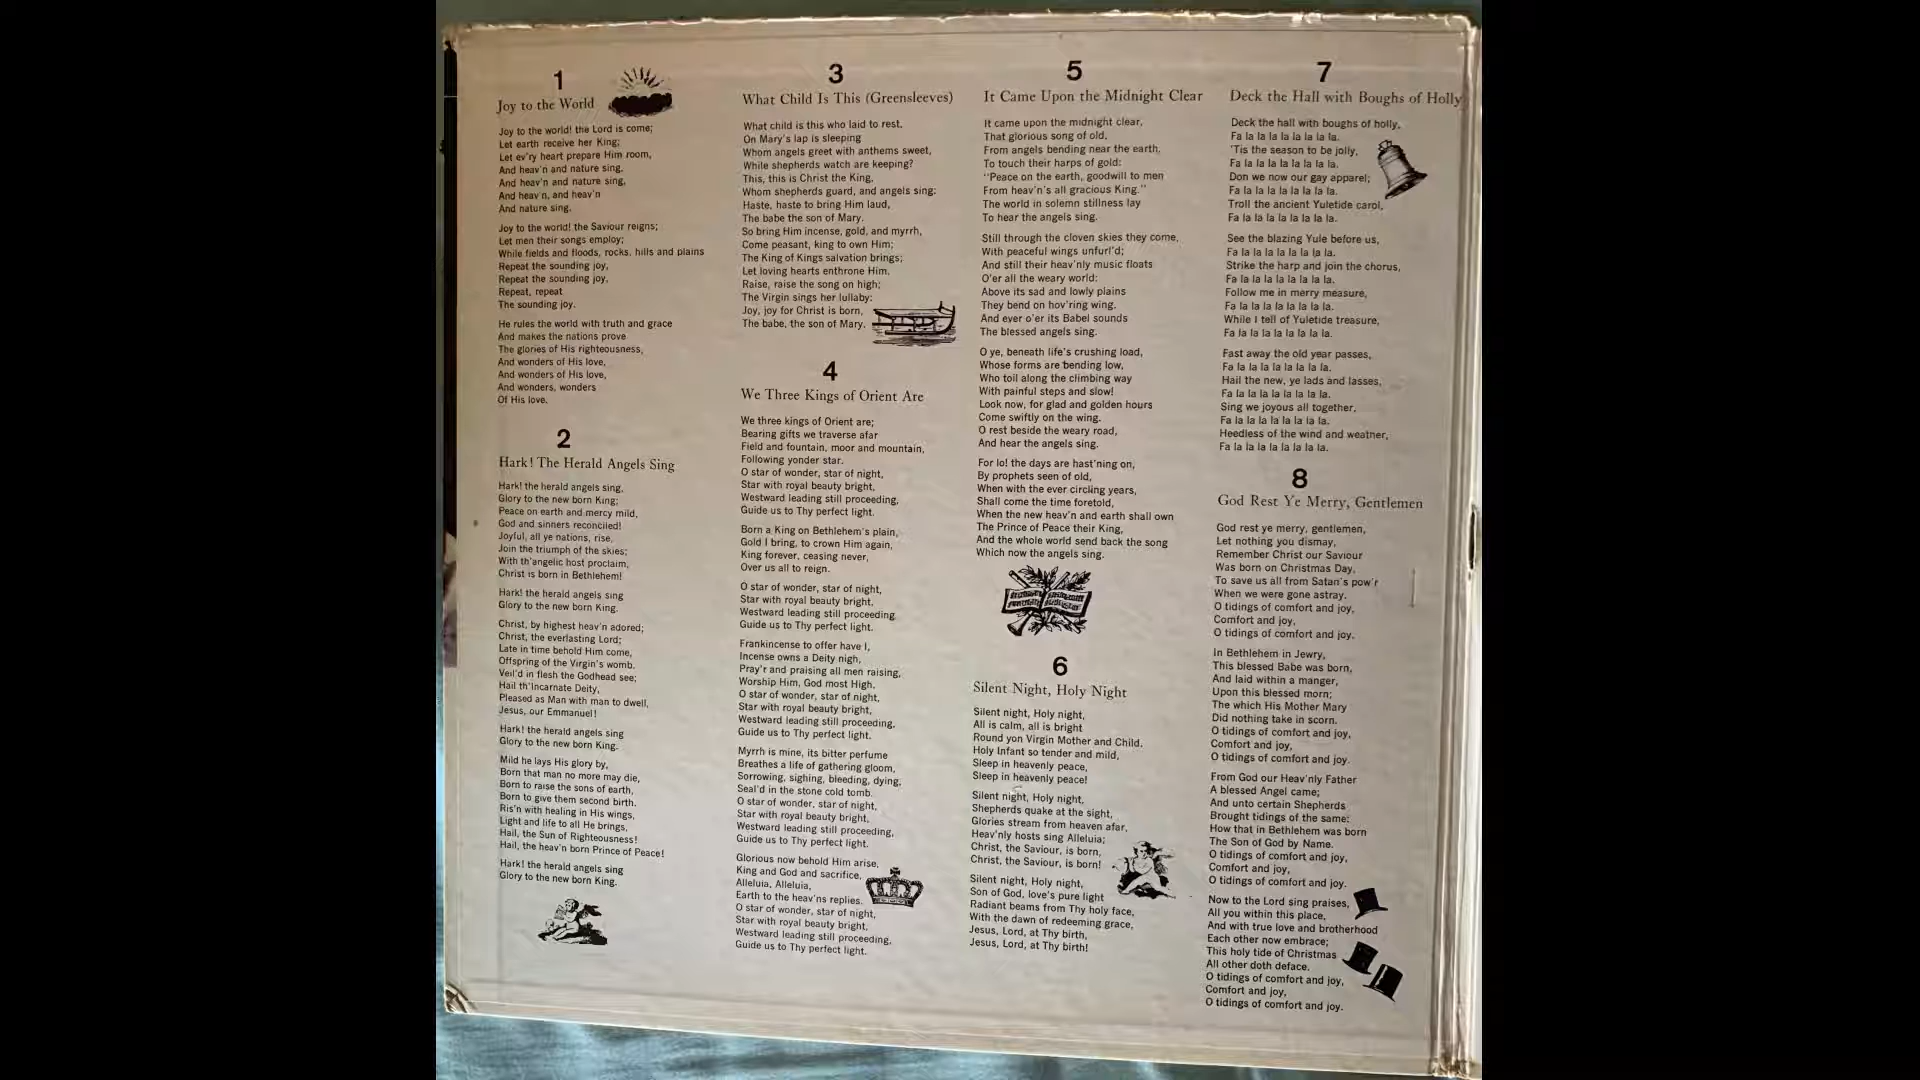 1
Joy to the World
Joy to the world! the Lord is come;
Let earth receive her King;
Let ev'ry heart prepare Him room,
And heav'n and nature sing,
And heav'n and nature sing,
And heav'n, and heav'n
And nature sing.
Joy to the world! the Saviour reigns;
Let men their songs employ;
While fields and floods, rocks, hills and plains
Repeat the sounding joy,
Repeat the sounding joy,
Repeat, repeat
The sounding joy.
He rules the world with truth and grace
And makes the nations prove
The glories of His righteousness,
And wonders of His love,
And wonders of His love,
And wonders, wonders
Of His love.
2
Hark! The Herald Angels Sing
Hark! the herald angels sing,
Glory to the new born King;
Peace on earth and mercy mild,
God and sinners reconciled!
Joyful, all ye nations, rise,
Join the triumph of the skies;
With th'angelic host proclaim,
Christ is born in Bethlehem!
Hark! the herald angels sing
Glory to the new born King.
Christ, by highest heav'n adored;
Christ, the everlasting Lord;
Late in time behold Him come,
Offspring of the Virgin's womb.
Veil'd in flesh the Godhead see;
Hail th'Incarnate Deity,
Pleased as Man with man to dwell,
Jesus, our Emmanuel!
Hark! the herald angels sing
Glory to the new born King.
Mild he lays His glory by,
Born that man no more may die,
Born to raise the sons of earth,
Born to give them second birth.
Ris'n with healing in His wings,
Light and life to all He brings,
Hail, the Sun of Righteousness!
Hail, the heav'n born Prince of Peace!
Hark! the herald angels sing
Glory to the new born King.
3
What Child Is This (Greensleeves)
What child is this who laid to rest,
On Mary's lap is sleeping
Whom angels greet with anthems sweet,
While shepherds watch are keeping?
This, this is Christ the King,
Whom shepherds guard, and angels sing:
Haste, haste to bring Him laud,
The babe the son of Mary.
So bring Him incense, gold, and myrrh,
Come peasant, king to own Him;
The King of Kings salvation brings;
Let loving hearts enthrone Him.
Raise, raise the song on high;
The Virgin sings her lullaby:
Joy, joy for Christ is born,
The babe, the son of Mary.
4
We Three Kings of Orient Are
We three kings of Orient are;
Bearing gifts we traverse afar
Field and fountain, moor and mountain,
Following yonder star.
O star of wonder, star of night,
Star with royal beauty bright,
Westward leading still proceeding,
Guide us to Thy perfect light.
Born a King on Bethlehem's plain,
Gold I bring, to crown Him again,
King forever, ceasing never,
Over us all to reign.
O star of wonder, star of night,
Star with royal beauty bright,
Westward leading still proceeding
Guide us to Thy perfect light.
Frankincense to offer have I,
Incense owns a Deity nigh,
Pray'r and praising all men raising,
Worship Him, God most High.
O star of wonder, star of night,
Star with royal beauty bright,
Westward leading still proceeding,
Guide us to Thy perfect light.
Myrrh is mine, its bitter perfume
Breathes a life of gathering gloom,
Sorrowing, sighing, bleeding, dying,
Seal'd in the stone cold tomb.
O star of wonder, star of night,
Star with royal beauty bright,
Westward leading still proceeding,
Guide us to Thy perfect light.
Glorious now behold Him arise,
King and God and sacrifice,
Alleluia, Alleluia,
Earth to the heav'ns replies.
O star of wonder, star of night,
Star with royal beauty bright,
Westward leading still proceeding,
Guide us to Thy perfect light.
5
It Came Upon the Midnight Clear
It came upon the midnight clear,
That glorious song of old,
From angels bending near the earth,
To touch their harps of gold:
"Peace on the earth, goodwill to men
From heav'n's all gracious King."
The world in solemn stillness lay
To hear the angels sing.
Still through the cloven skies they come,
With peaceful wings unfurl'd;
And still their heav'nly music floats
O'er all the weary world:
Above its sad and lowly plains
They bend on hov'ring wing.
And ever o'er its Babel sounds
The blessed angels sing.
O ye, beneath life's crushing load,
Whose forms are bending low,
Who toil along the climbing way
With painful steps and slow!
Look now, for glad and golden hours
Come swiftly on the wing.
O rest beside the weary road,
And hear the angels sing.
For lo! the days are hast'ning on,
By prophets seen of old,
When with the ever circling years,
Shall come the time foretold,
When the new heav'n and earth shall own
The Prince of Peace their King,
And the whole world send back the song
Which now the angels sing.
6
Silent Night, Holy Night
Silent night, Holy night,
All is calm, all is bright
Round yon Virgin Mother and Child.
Holy Infant so tender and mild,
Sleep in heavenly peace,
Sleep in heavenly peace!
Silent night, Holy night,
Shepherds quake at the sight,
Glories stream from heaven afar,
Heav'nly hosts sing Alleluia;
Christ, the Saviour, is born,
Christ, the Saviour, is born!
Silent night, Holy night,
Son of God, love's pure light
Radiant beams from Thy holy face,
With the dawn of redeeming grace,
Jesus, Lord, at Thy birth,
Jesus, Lord, at Thy birth!
7
Deck the Hall with Boughs of Holly
Deck the hall with boughs of holly,
Fa la la la la la la la la.
'Tis the season to be jolly,
Fa la la la la la la la la.
Don we now our gay apparel;
Fa la la la la la la la la.
Troll the ancient Yuletide carol,
Fa la la la la la la la la.
See the blazing Yule before us,
Fa la la la la la la la la.
Strike the harp and join the chorus,
Fa la la la la la la la la.
Follow me in merry measure,
Fa la la la la la la la la.
While I tell of Yuletide treasure,
Fa la la la la la la la la.
Fast away the old year passes,
Fa la la la la la la la la.
Hail the new, ye lads and lasses,
Fa la la la la la la la la.
Sing we joyous all together,
Fa la la la la la la la la.
Heedless of the wind and weather,
Fa la la la la la la la la.
8
God Rest Ye Merry, Gentlemen
God rest ye merry, gentlemen,
Let nothing you dismay,
Remember Christ our Saviour
Was born on Christmas Day,
To save us all from Satan's pow'r
When we were gone astray.
O tidings of comfort and joy,
Comfort and joy,
O tidings of comfort and joy.
In Bethlehem in Jewry,
This blessed Babe was born,
And laid within a manger,
Upon this blessed morn;
The which His Mother Mary
Did nothing take in scorn.
O tidings of comfort and joy,
Comfort and joy,
O tidings of comfort and joy.
From God our Heav'nly Father
A blessed Angel came;
And unto certain Shepherds
Brought tidings of the same:
How that in Bethlehem was born
The Son of God by Name.
O tidings of comfort and joy,
Comfort and joy,
O tidings of comfort and joy.
Now to the Lord sing praises,
All you within this place,
And with true love and brotherhood
Each other now embrace;
This holy tide of Christmas
All other doth deface.
O tidings of comfort and joy,
Comfort and joy,
O tidings of comfort and joy.